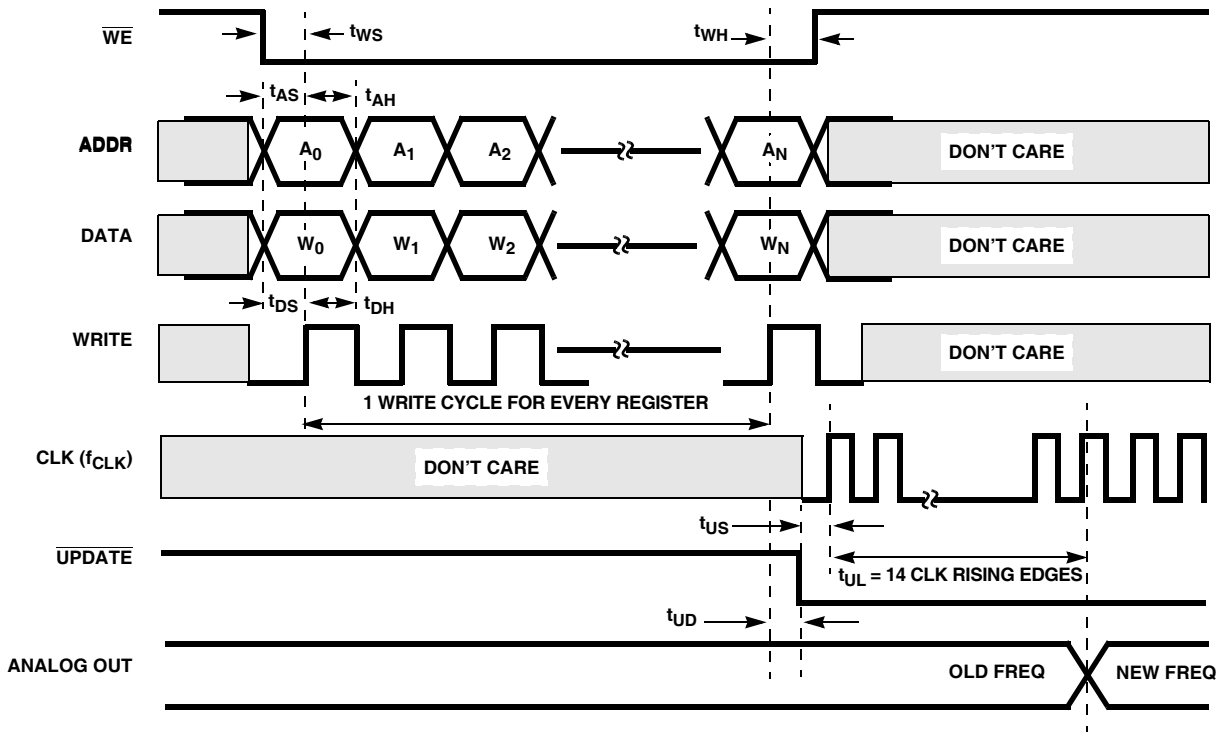 WE tWS tWH
tAS tAH
ADDR A0 A1 A2 AN DON'T CARE
DATA W0 W1 W2 WN DON'T CARE
tDS tDH
WRITE DON'T CARE
1 WRITE CYCLE FOR EVERY REGISTER
CLK (fCLK) DON'T CARE
tUS
UPDATE
tUL = 14 CLK RISING EDGES
tUD
ANALOG OUT OLD FREQ NEW FREQ